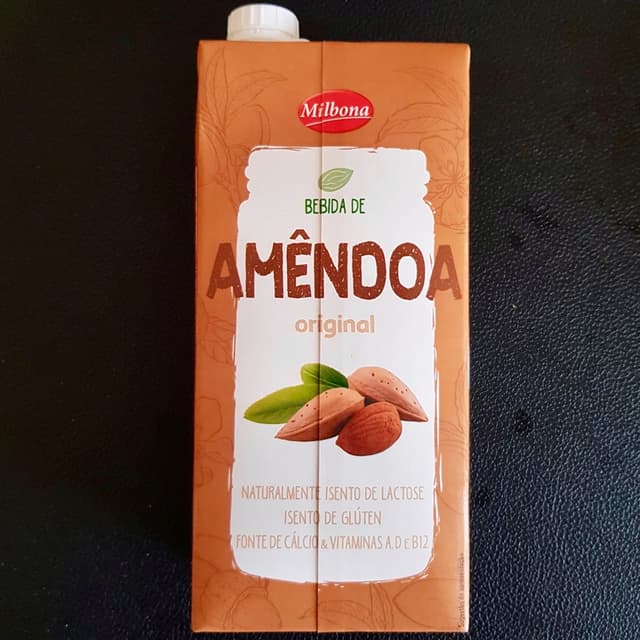 Milbona
BEBIDA DE
AMÊNDOA
original
NATURALMENTE ISENTO DE LACTOSE
ISENTO DE GLÚTEN
FONTE DE CÁLCIO & VITAMINAS A, D E B12